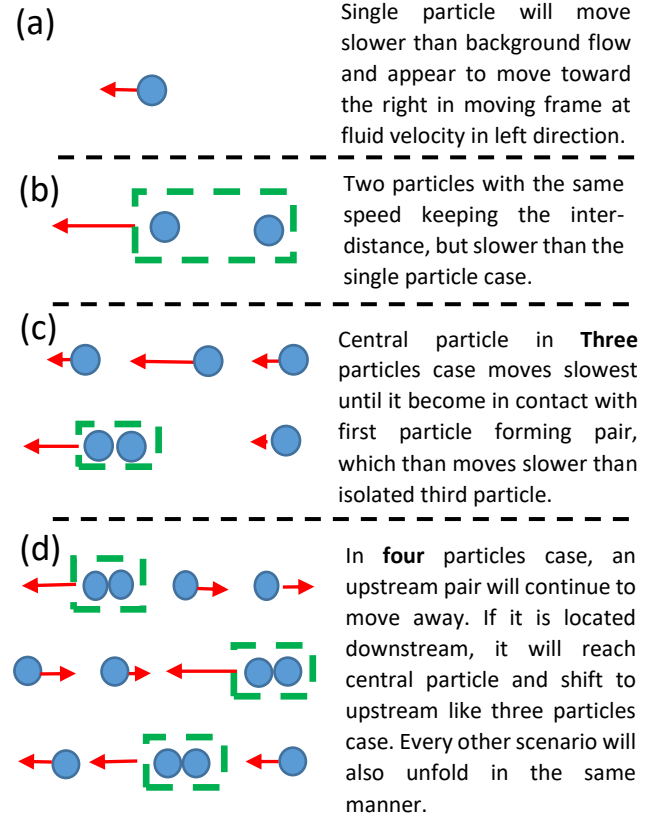 (a)
Single particle will move
slower than background flow
and appear to move toward
the right in moving frame at
fluid velocity in left direction.
(b)
Two particles with the same
speed keeping the inter-
distance, but slower than the
single particle case.
(c)
Central particle in Three
particles case moves slowest
until it become in contact with
first particle forming pair,
which than moves slower than
isolated third particle.
(d)
In four particles case, an
upstream pair will continue to
move away. If it is located
downstream, it will reach
central particle and shift to
upstream like three particles
case. Every other scenario will
also unfold in the same
manner.